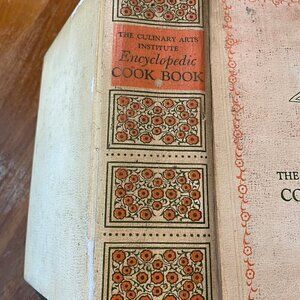 THE CULINARY ARTS
INSTITUTE
Encyclopedic
COOK BOOK
THE
CO